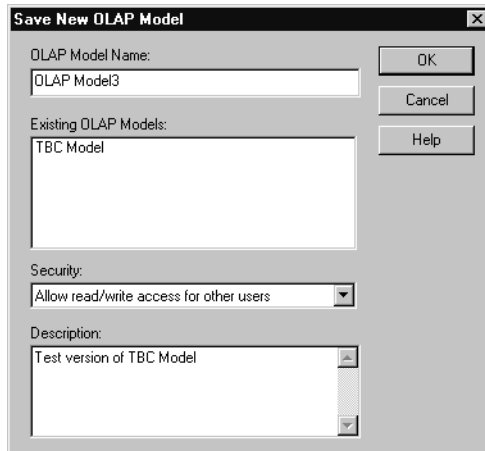 Save New OLAP Model
OLAP Model Name:
OK
OLAP Model3
Cancel
Existing OLAP Models:
Help
TBC Model
Security:
Allow read/write access for other users
Description:
Test version of TBC Model